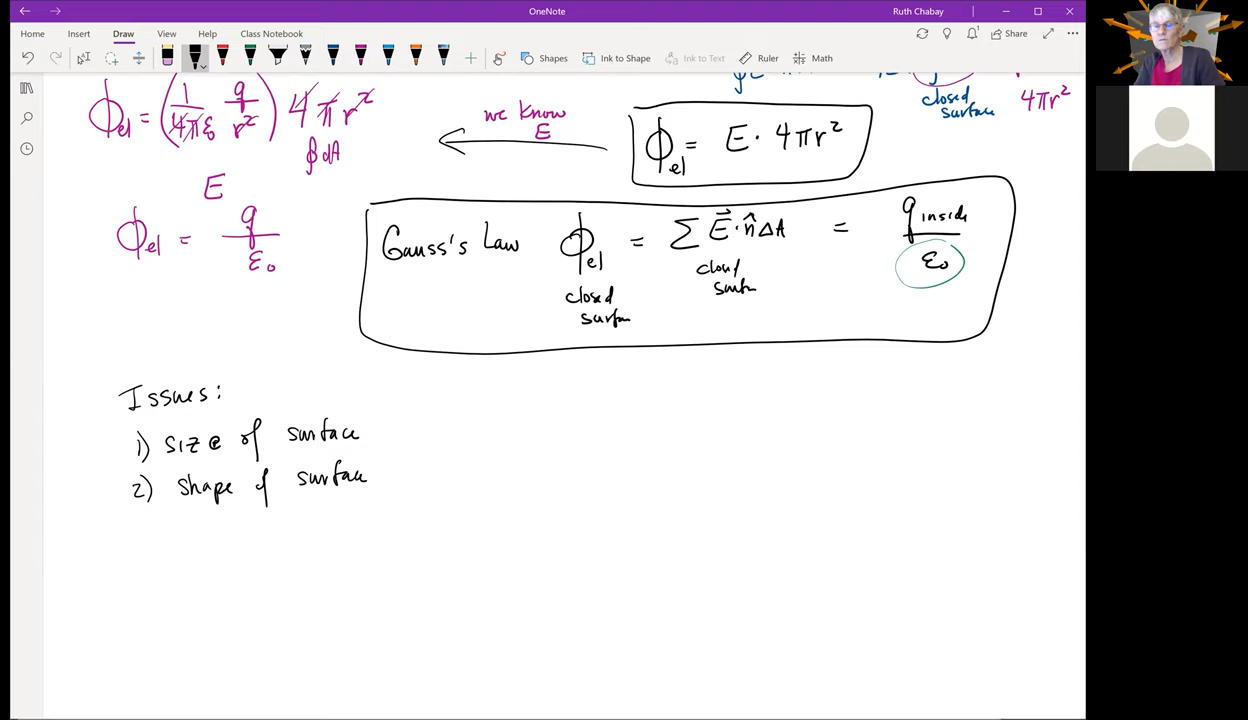 OneNote
Ruth Chabay
Home Insert Draw View Help Class Notebook
Share
Shapes Ink to Shape Ink to Text Ruler Math
ϕel = (1/4πε₀ q/r²) 4πr²
∮dA
E
we know
E
ϕel = E · 4πr²
closed
surface
4πr²
ϕel = q/ε₀
Gauss's Law ϕel = ∑ E⃗·n̂ΔA = qinside/ε₀
closed
surface
closed
surface
Issues:
1) size of surface
2) shape of surface